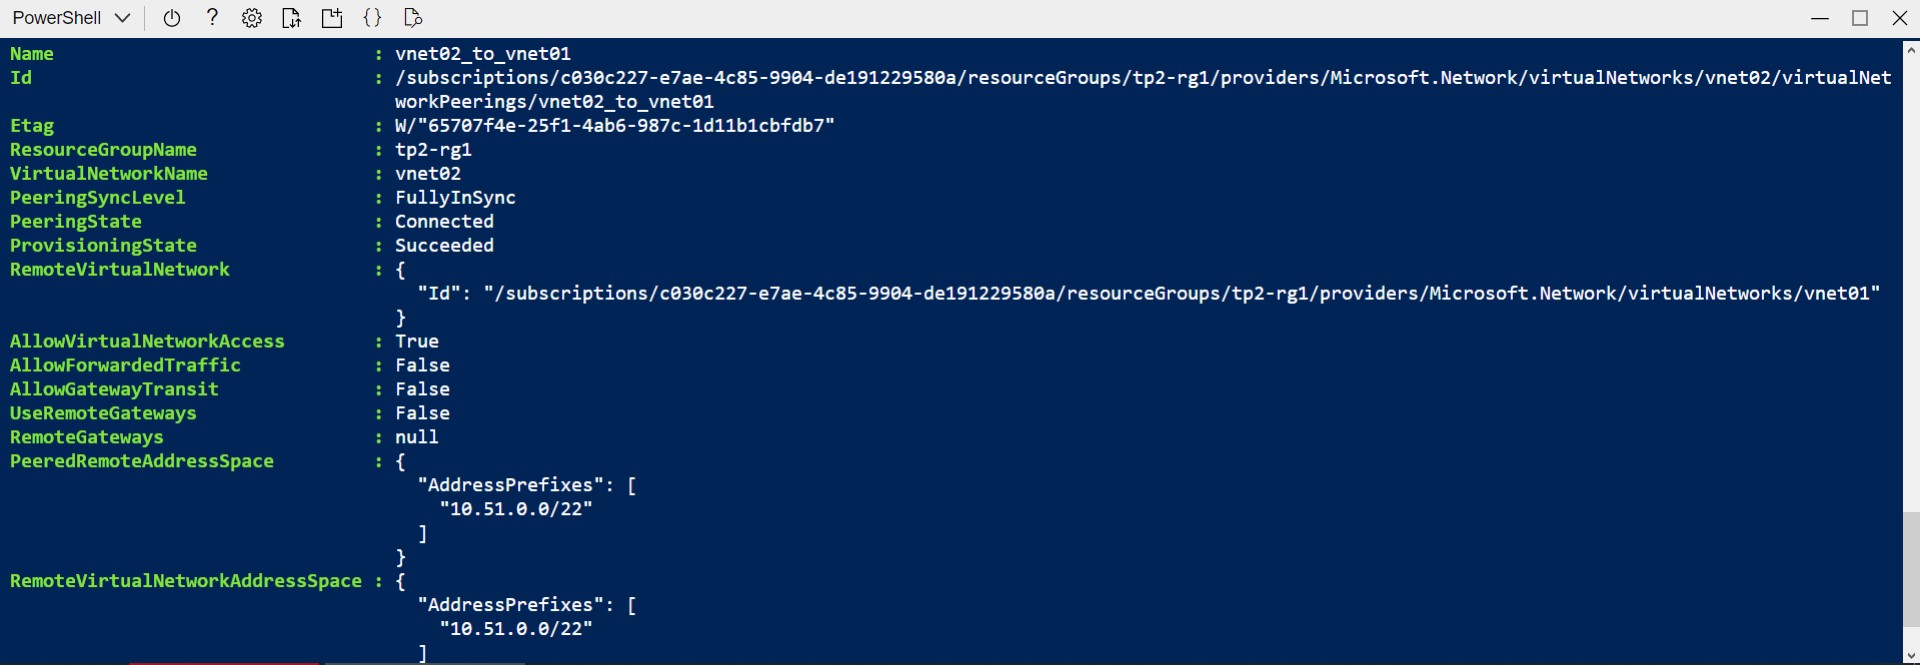 PowerShell
Name : vnet02_to_vnet01
Id : /subscriptions/c030c227-e7ae-4c85-9904-de191229580a/resourceGroups/tp2-rg1/providers/Microsoft.Network/virtualNetworks/vnet02/virtualNet
workPeerings/vnet02_to_vnet01
Etag : W/"65707f4e-25f1-4ab6-987c-1d11b1cbfdb7"
ResourceGroupName : tp2-rg1
VirtualNetworkName : vnet02
PeeringSyncLevel : FullyInSync
PeeringState : Connected
ProvisioningState : Succeeded
RemoteVirtualNetwork : {
"Id": "/subscriptions/c030c227-e7ae-4c85-9904-de191229580a/resourceGroups/tp2-rg1/providers/Microsoft.Network/virtualNetworks/vnet01"
}
AllowVirtualNetworkAccess : True
AllowForwardedTraffic : False
AllowGatewayTransit : False
UseRemoteGateways : False
RemoteGateways : null
PeeredRemoteAddressSpace : {
"AddressPrefixes": [
"10.51.0.0/22"
]
}
RemoteVirtualNetworkAddressSpace : {
"AddressPrefixes": [
"10.51.0.0/22"
]